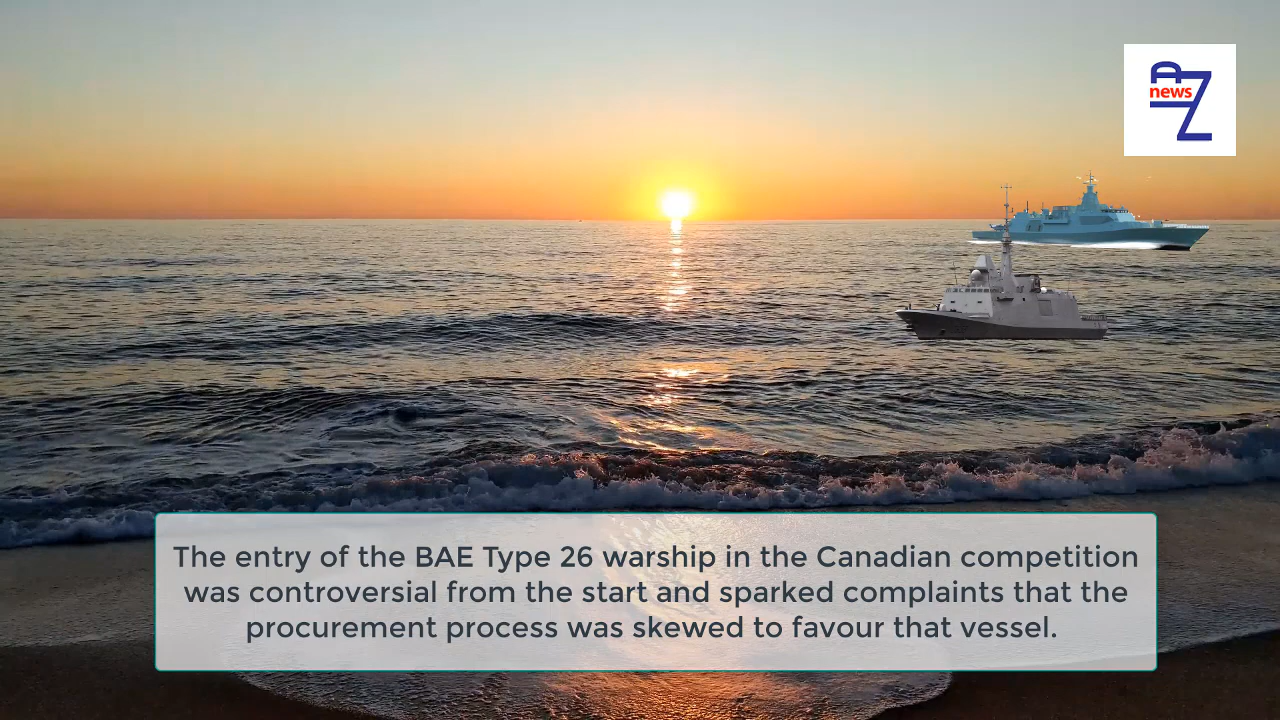 A
news
Z
The entry of the BAE Type 26 warship in the Canadian competition
was controversial from the start and sparked complaints that the
procurement process was skewed to favour that vessel.